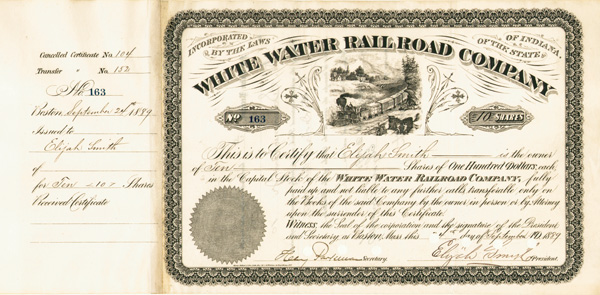 Cancelled Certificate No. 104
Transfer " No. 152
No. 163
Boston, September 24th, 1889
Issued to
Elijah Smith
of
for Ten =10= Shares
Received Certificate
INCORPORATED BY THE LAWS
OF THE STATE OF INDIANA.
WHITE WATER RAILROAD COMPANY
No. 163
10 SHARES
This is to Certify that Elijah Smith is the owner
of Ten Shares of One Hundred Dollars, each
in the Capital Stock of the WHITE WATER RAILROAD COMPANY, fully
paid up and not liable to any further calls, transferable only on
the Books of the said Company by the owner in person or by Attorney
upon the surrender of this Certificate.
Witness, the Seal of the corporation and the signature of the President
and Secretary, at Boston, Mass. this day of September A.D. 1889
Secretary.
Elijah Smith President